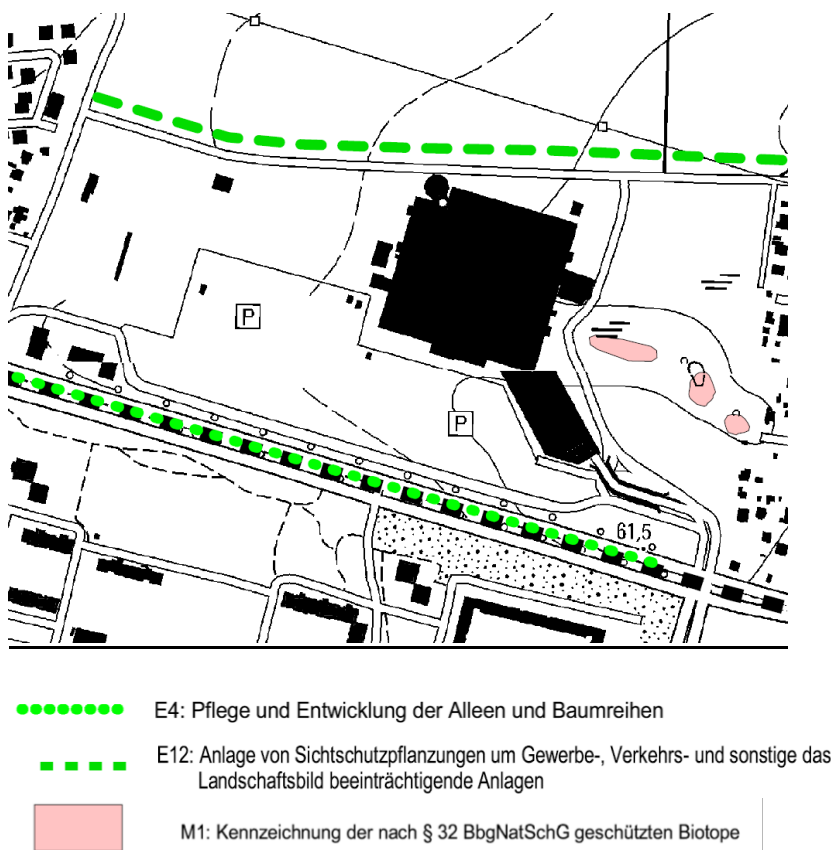 P
P
61,5
E4: Pflege und Entwicklung der Alleen und Baumreihen
E12: Anlage von Sichtschutzpflanzungen um Gewerbe-, Verkehrs- und sonstige das
Landschaftsbild beeinträchtigende Anlagen
M1: Kennzeichnung der nach § 32 BbgNatSchG geschützten Biotope